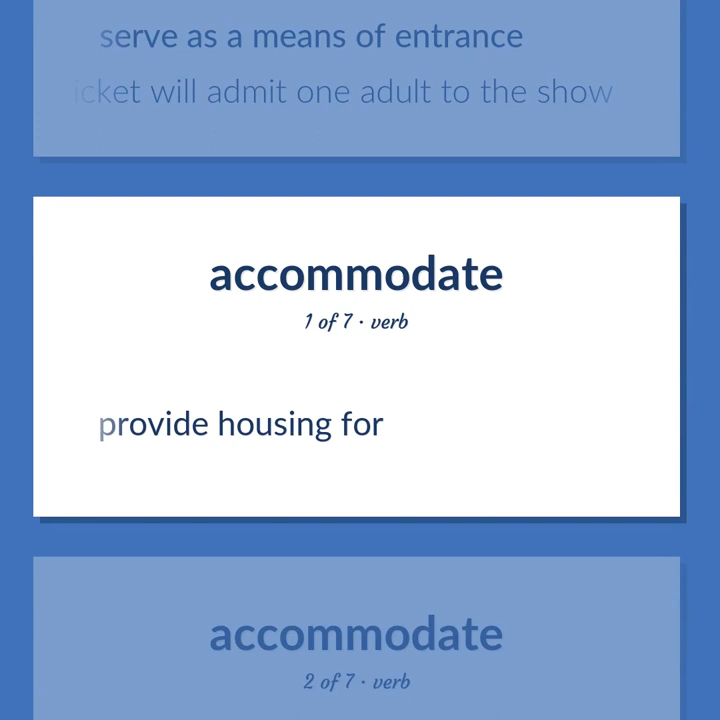 serve as a means of entrance
icket will admit one adult to the show
accommodate
1 of 7 · verb
provide housing for
accommodate
2 of 7 · verb